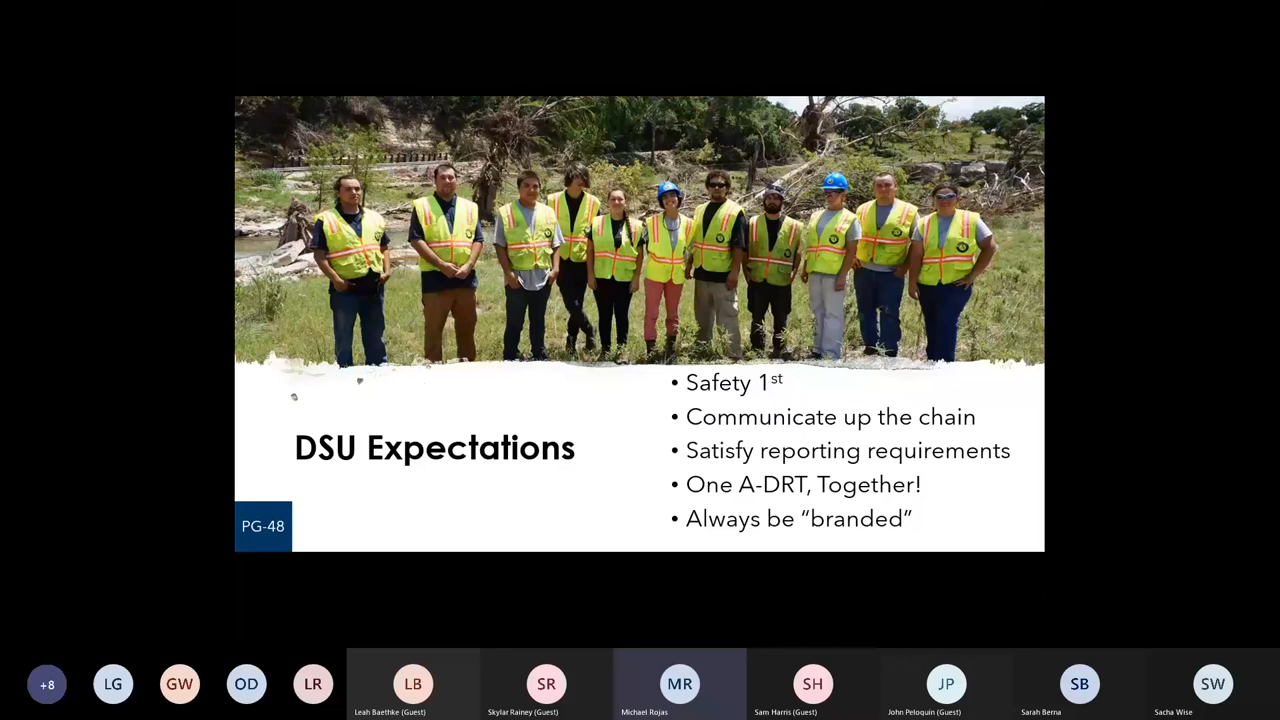 • Safety 1st
• Communicate up the chain
DSU Expectations
• Satisfy reporting requirements
• One A-DRT, Together!
• Always be “branded”
PG-48
+8
LG
GW
OD
LR
LB
SR
MR
SH
JP
SB
SW
Leah Baethke (Guest)
Skylar Rainey (Guest)
Michael Rojas
Sam Harris (Guest)
John Peloquin (Guest)
Sarah Berna
Sacha Wise